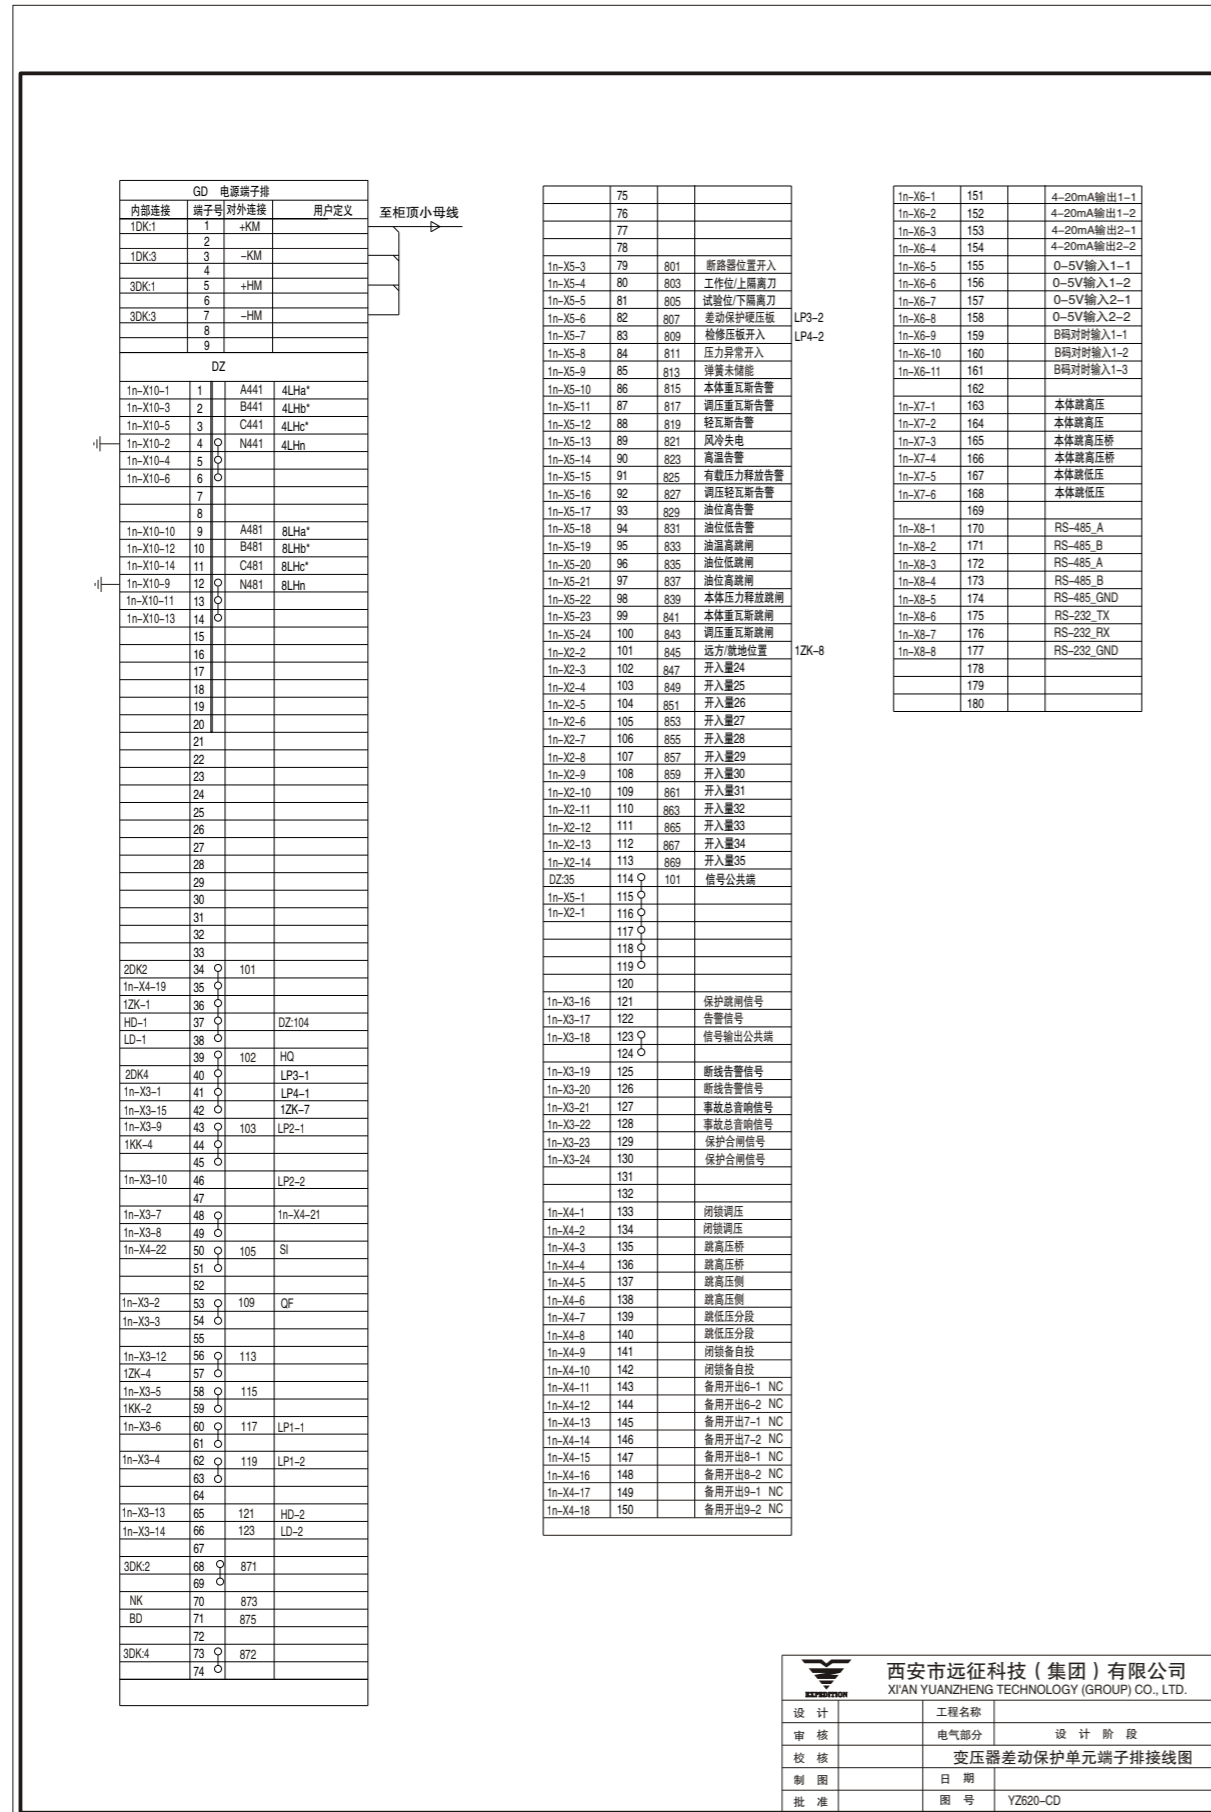 GD 电源端子排
内部连接 端子号 对外连接 用户定义
1DK:1 1 +KM
2
1DK:3 3 -KM
4
3DK:1 5 +HM
6
3DK:3 7 -HM
8
9
至柜顶小母线
DZ
1n-X10-1 1 A441 4LHa*
1n-X10-3 2 B441 4LHb*
1n-X10-5 3 C441 4LHc*
1n-X10-2 4 N441 4LHn
1n-X10-4 5
1n-X10-6 6
7
8
1n-X10-10 9 A481 8LHa*
1n-X10-12 10 B481 8LHb*
1n-X10-14 11 C481 8LHc*
1n-X10-9 12 N481 8LHn
1n-X10-11 13
1n-X10-13 14
15
16
17
18
19
20
21
22
23
24
25
26
27
28
29
30
31
32
33
2DK2 34 101
1n-X4-19 35
1ZK-1 36
HD-1 37 DZ:104
LD-1 38
39 102 HQ
2DK4 40 LP3-1
1n-X3-1 41 LP4-1
1n-X3-15 42 1ZK-7
1n-X3-9 43 103 LP2-1
1KK-4 44
45
1n-X3-10 46 LP2-2
47
1n-X3-7 48 1n-X4-21
1n-X3-8 49
1n-X4-22 50 105 SI
51
52
1n-X3-2 53 109 QF
1n-X3-3 54
55
1n-X3-12 56 113
1ZK-4 57
1n-X3-5 58 115
1KK-2 59
1n-X3-6 60 117 LP1-1
61
1n-X3-4 62 119 LP1-2
63
64
1n-X3-13 65 121 HD-2
1n-X3-14 66 123 LD-2
67
3DK:2 68 871
69
NK 70 873
BD 71 875
72
3DK:4 73 872
74
75
76
77
78
1n-X5-3 79 801 断路器位置开入
1n-X5-4 80 803 工作位/上隔离刀
1n-X5-5 81 805 试验位/下隔离刀
1n-X5-6 82 807 差动保护硬压板 LP3-2
1n-X5-7 83 809 检修压板开入 LP4-2
1n-X5-8 84 811 压力异常开入
1n-X5-9 85 813 弹簧未储能
1n-X5-10 86 815 本体重瓦斯告警
1n-X5-11 87 817 调压重瓦斯告警
1n-X5-12 88 819 轻瓦斯告警
1n-X5-13 89 821 风冷失电
1n-X5-14 90 823 高温告警
1n-X5-15 91 825 有载压力释放告警
1n-X5-16 92 827 调压轻瓦斯告警
1n-X5-17 93 829 油位高告警
1n-X5-18 94 831 油位低告警
1n-X5-19 95 833 油温高跳闸
1n-X5-20 96 835 油位低跳闸
1n-X5-21 97 837 油位高跳闸
1n-X5-22 98 839 本体压力释放跳闸
1n-X5-23 99 841 本体重瓦斯跳闸
1n-X5-24 100 843 调压重瓦斯跳闸
1n-X2-2 101 845 远方/就地位置 1ZK-8
1n-X2-3 102 847 开入量24
1n-X2-4 103 849 开入量25
1n-X2-5 104 851 开入量26
1n-X2-6 105 853 开入量27
1n-X2-7 106 855 开入量28
1n-X2-8 107 857 开入量29
1n-X2-9 108 859 开入量30
1n-X2-10 109 861 开入量31
1n-X2-11 110 863 开入量32
1n-X2-12 111 865 开入量33
1n-X2-13 112 867 开入量34
1n-X2-14 113 869 开入量35
DZ:35 114 101 信号公共端
1n-X5-1 115
1n-X2-1 116
117
118
119
120
1n-X3-16 121 保护跳闸信号
1n-X3-17 122 告警信号
1n-X3-18 123 信号输出公共端
124
1n-X3-19 125 断线告警信号
1n-X3-20 126 断线告警信号
1n-X3-21 127 事故总音响信号
1n-X3-22 128 事故总音响信号
1n-X3-23 129 保护合闸信号
1n-X3-24 130 保护合闸信号
131
132
1n-X4-1 133 闭锁调压
1n-X4-2 134 闭锁调压
1n-X4-3 135 跳高压桥
1n-X4-4 136 跳高压桥
1n-X4-5 137 跳高压侧
1n-X4-6 138 跳高压侧
1n-X4-7 139 跳低压分段
1n-X4-8 140 跳低压分段
1n-X4-9 141 闭锁备自投
1n-X4-10 142 闭锁备自投
1n-X4-11 143 备用开出6-1 NC
1n-X4-12 144 备用开出6-2 NC
1n-X4-13 145 备用开出7-1 NC
1n-X4-14 146 备用开出7-2 NC
1n-X4-15 147 备用开出8-1 NC
1n-X4-16 148 备用开出8-2 NC
1n-X4-17 149 备用开出9-1 NC
1n-X4-18 150 备用开出9-2 NC
1n-X6-1 151 4-20mA输出1-1
1n-X6-2 152 4-20mA输出1-2
1n-X6-3 153 4-20mA输出2-1
1n-X6-4 154 4-20mA输出2-2
1n-X6-5 155 0-5V输入1-1
1n-X6-6 156 0-5V输入1-2
1n-X6-7 157 0-5V输入2-1
1n-X6-8 158 0-5V输入2-2
1n-X6-9 159 B码对时输入1-1
1n-X6-10 160 B码对时输入1-2
1n-X6-11 161 B码对时输入1-3
162
1n-X7-1 163 本体跳高压
1n-X7-2 164 本体跳高压
1n-X7-3 165 本体跳高压桥
1n-X7-4 166 本体跳高压桥
1n-X7-5 167 本体跳低压
1n-X7-6 168 本体跳低压
169
1n-X8-1 170 RS-485_A
1n-X8-2 171 RS-485_B
1n-X8-3 172 RS-485_A
1n-X8-4 173 RS-485_B
1n-X8-5 174 RS-485_GND
1n-X8-6 175 RS-232_TX
1n-X8-7 176 RS-232_RX
1n-X8-8 177 RS-232_GND
178
179
180
EXPEDITION
西安市远征科技（集团）有限公司
XI'AN YUANZHENG TECHNOLOGY (GROUP) CO., LTD.
设 计 工程名称
审 核 电气部分 设 计 阶 段
校 核 变压器差动保护单元端子排接线图
制 图 日 期
批 准 图 号 YZ620-CD